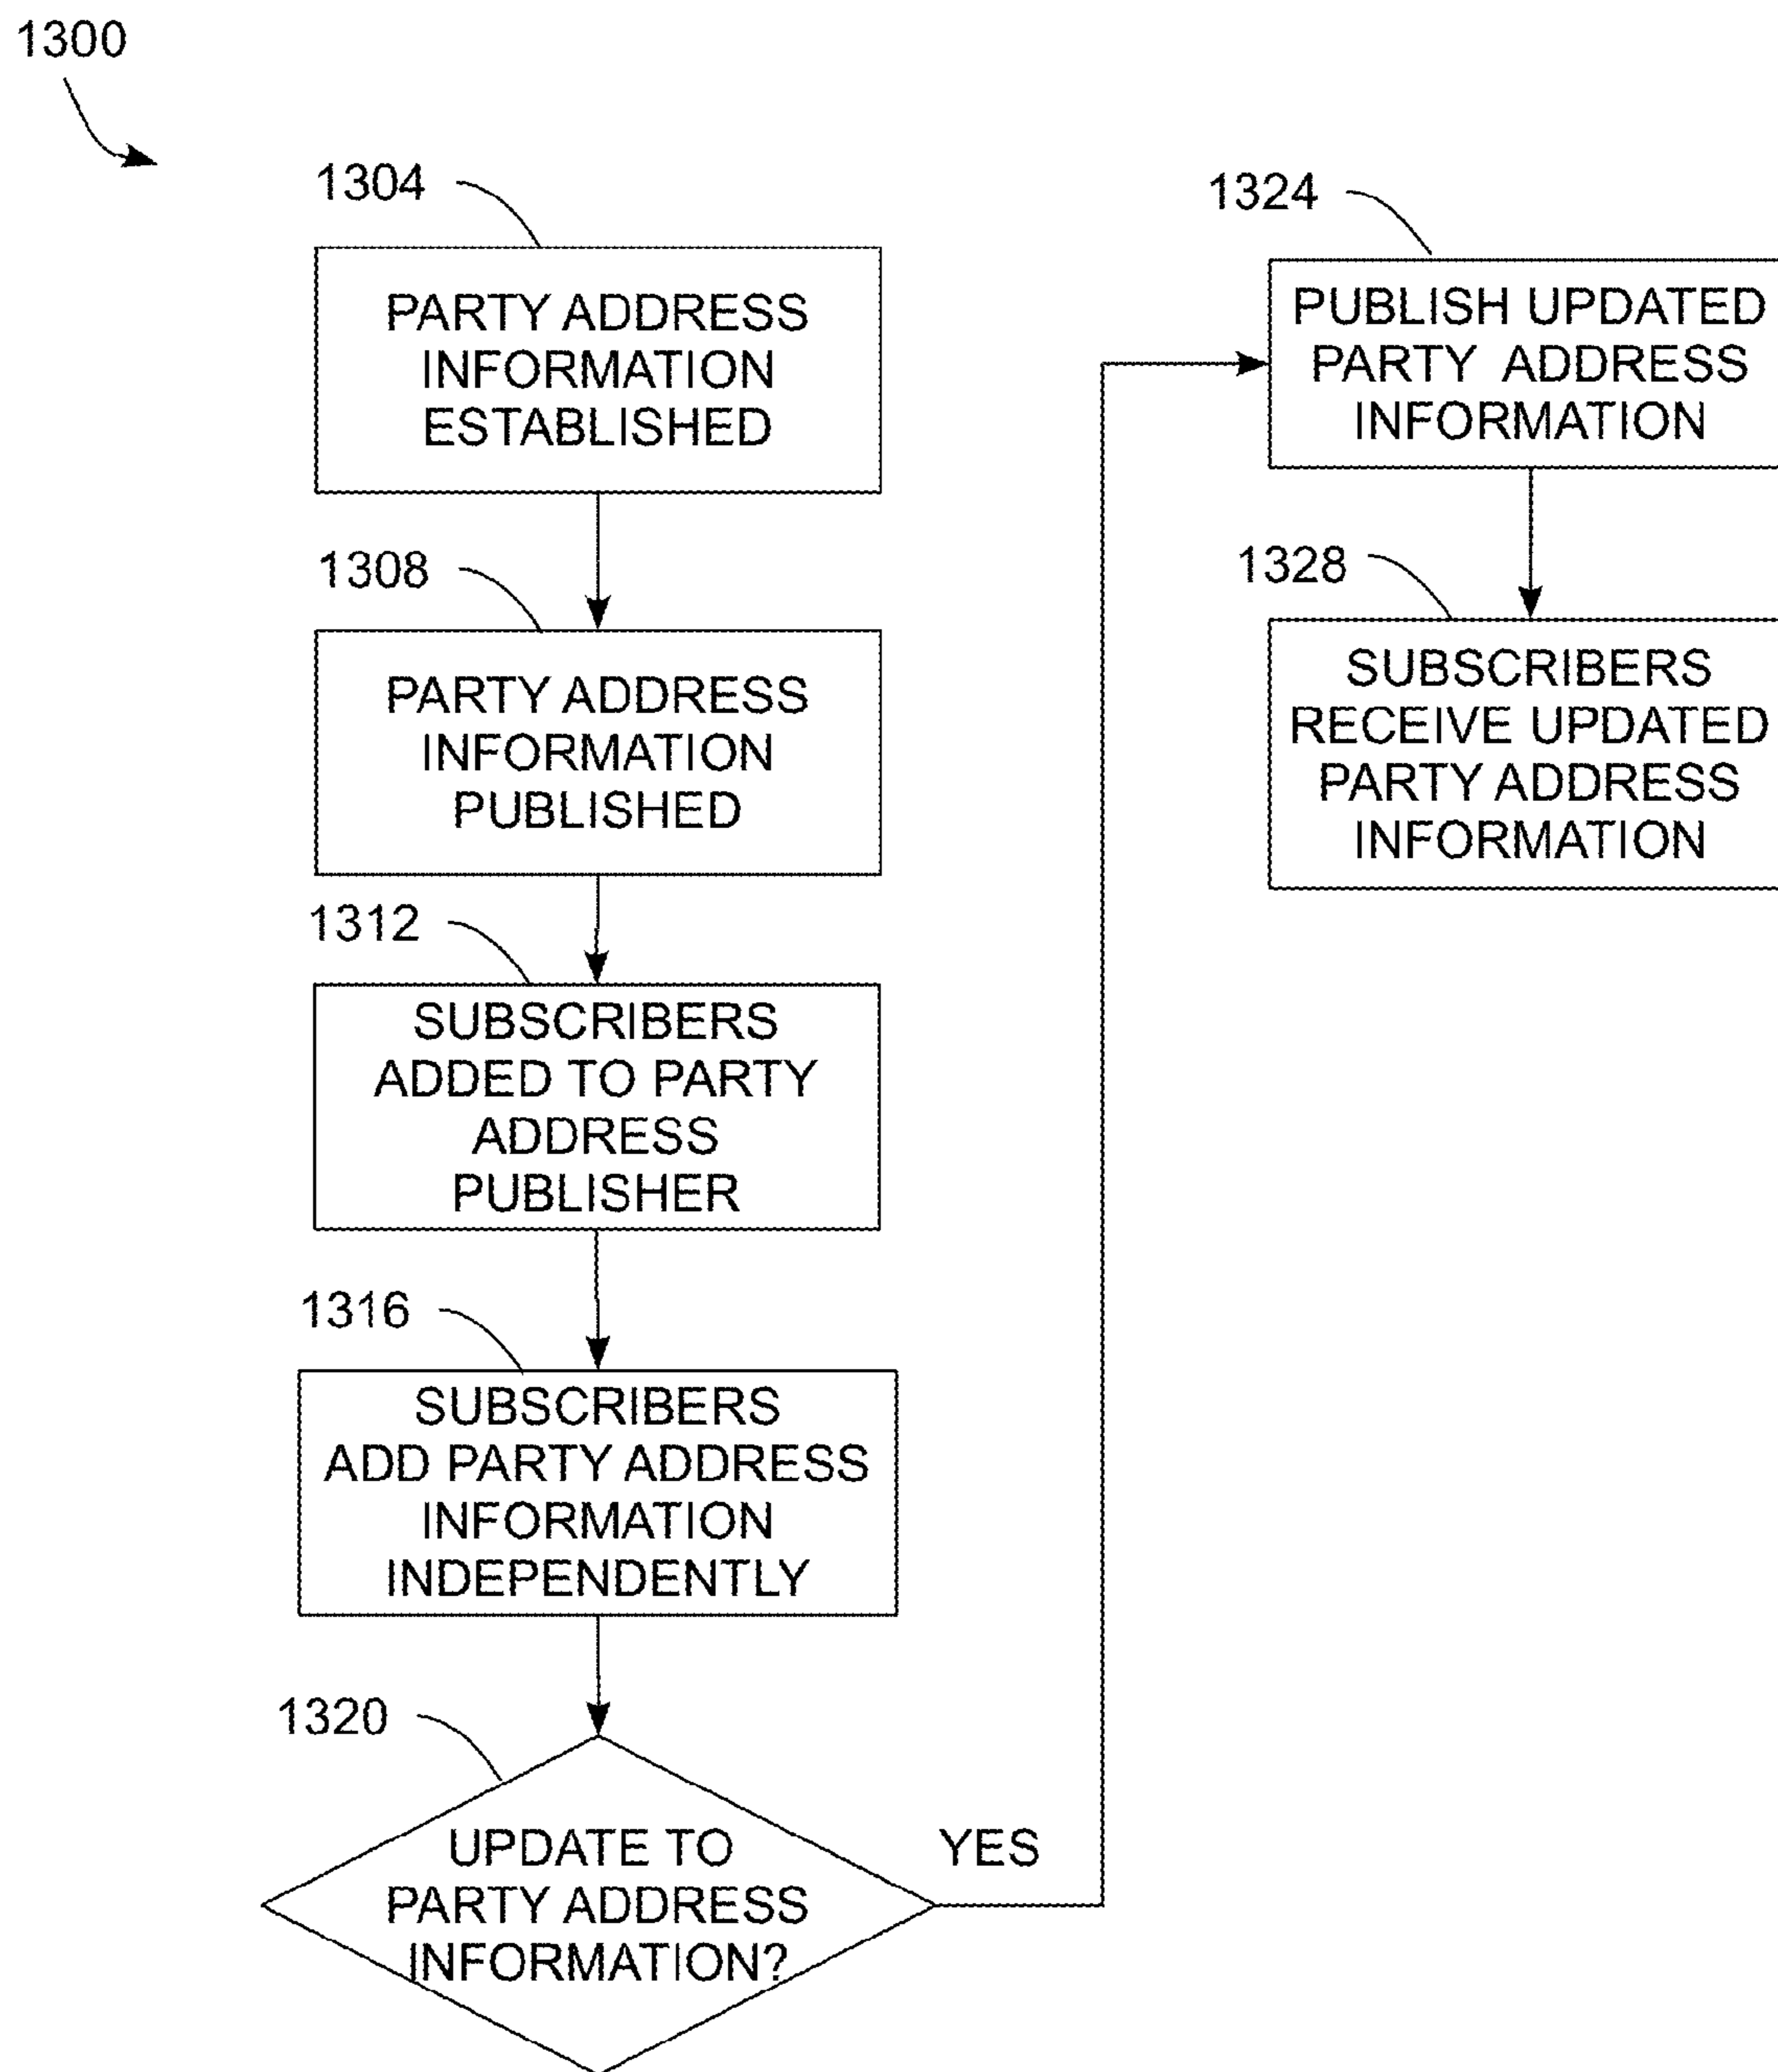 1300
1304
PARTY ADDRESS
INFORMATION
ESTABLISHED
1308
PARTY ADDRESS
INFORMATION
PUBLISHED
1312
SUBSCRIBERS
ADDED TO PARTY
ADDRESS
PUBLISHER
1316
SUBSCRIBERS
ADD PARTY ADDRESS
INFORMATION
INDEPENDENTLY
1320
UPDATE TO
PARTY ADDRESS
INFORMATION?
YES
1324
PUBLISH UPDATED
PARTY ADDRESS
INFORMATION
1328
SUBSCRIBERS
RECEIVE UPDATED
PARTY ADDRESS
INFORMATION